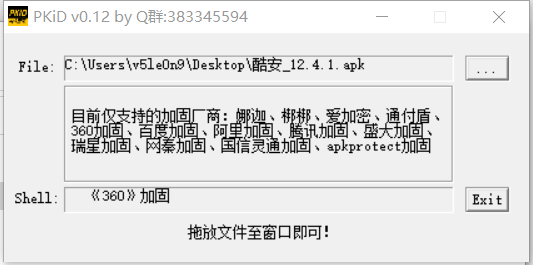 PKiD v0.12 by Q群:383345594
File: C:\Users\v5le0n9\Desktop\酷安_12.4.1.apk ...
目前仅支持的加固厂商：娜迦、梆梆、爱加密、通付盾、
360加固、百度加固、阿里加固、腾讯加固、盛大加固、
瑞星加固、网秦加固、国信灵通加固、apkprotect加固
Shell: 《360》加固 Exit
拖放文件至窗口即可!